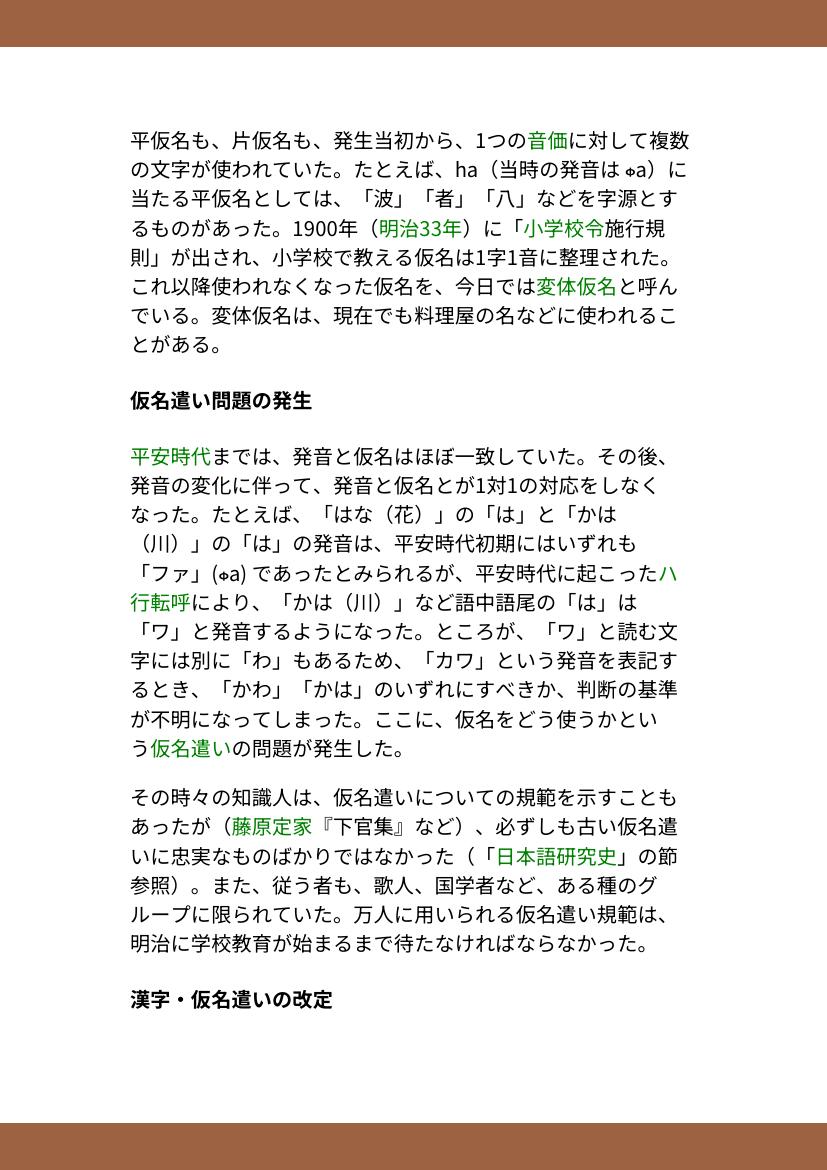 平仮名も、片仮名も、発生当初から、1つの音価に対して複数
の文字が使われていた。たとえば、ha（当時の発音は ɸa）に
当たる平仮名としては、「波」「者」「八」などを字源とす
るものがあった。1900年（明治33年）に「小学校令施行規
則」が出され、小学校で教える仮名は1字1音に整理された。
これ以降使われなくなった仮名を、今日では変体仮名と呼ん
でいる。変体仮名は、現在でも料理屋の名などに使われるこ
とがある。
仮名遣い問題の発生
平安時代までは、発音と仮名はほぼ一致していた。その後、
発音の変化に伴って、発音と仮名とが1対1の対応をしなく
なった。たとえば、「はな（花）」の「は」と「かは
（川）」の「は」の発音は、平安時代初期にはいずれも
「ファ」(ɸa) であったとみられるが、平安時代に起こったハ
行転呼により、「かは（川）」など語中語尾の「は」は
「ワ」と発音するようになった。ところが、「ワ」と読む文
字には別に「わ」もあるため、「カワ」という発音を表記す
るとき、「かわ」「かは」のいずれにすべきか、判断の基準
が不明になってしまった。ここに、仮名をどう使うかとい
う仮名遣いの問題が発生した。
その時々の知識人は、仮名遣いについての規範を示すことも
あったが（藤原定家『下官集』など）、必ずしも古い仮名遣
いに忠実なものばかりではなかった（「日本語研究史」の節
参照）。また、従う者も、歌人、国学者など、ある種のグ
ループに限られていた。万人に用いられる仮名遣い規範は、
明治に学校教育が始まるまで待たなければならなかった。
漢字・仮名遣いの改定